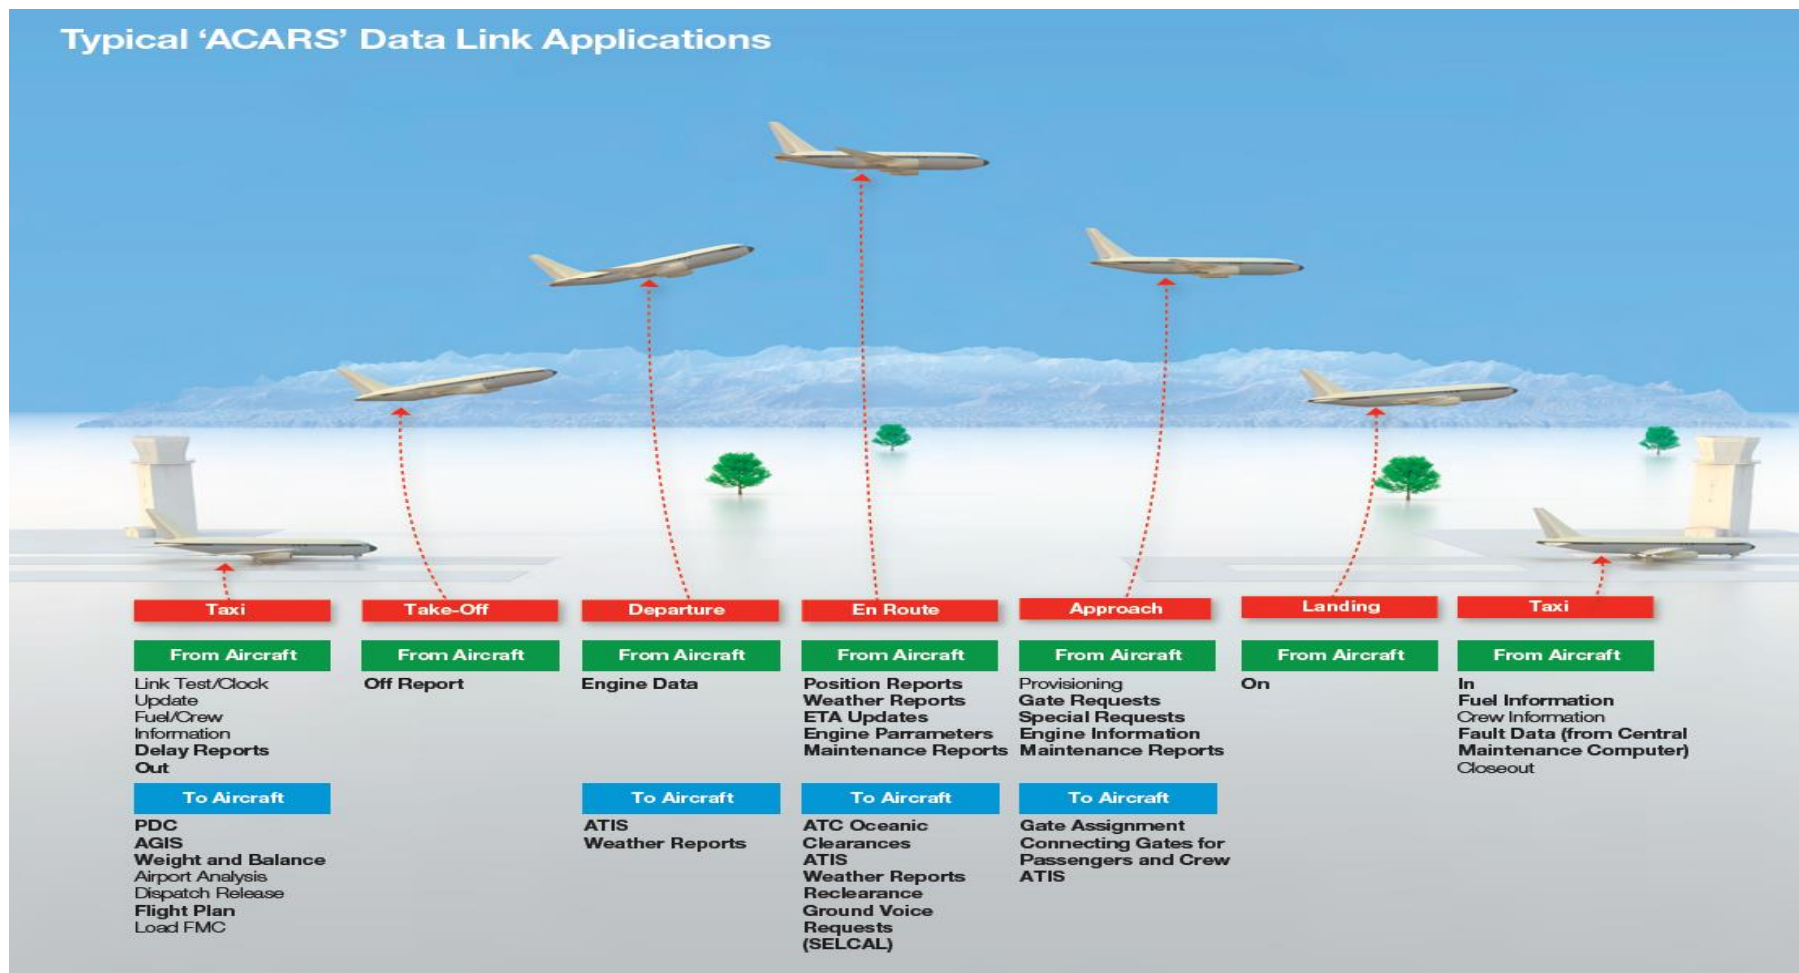 Typical ‘ACARS’ Data Link Applications
Taxi
From Aircraft
Link Test/Clock
Update
Fuel/Crew
Information
Delay Reports
Out
To Aircraft
PDC
AGIS
Weight and Balance
Airport Analysis
Dispatch Release
Flight Plan
Load FMC
Take-Off
From Aircraft
Off Report
Departure
From Aircraft
Engine Data
To Aircraft
ATIS
Weather Reports
En Route
From Aircraft
Position Reports
Weather Reports
ETA Updates
Engine Parrameters
Maintenance Reports
To Aircraft
ATC Oceanic
Clearances
ATIS
Weather Reports
Reclearance
Ground Voice
Requests
(SELCAL)
Approach
From Aircraft
Provisioning
Gate Requests
Special Requests
Engine Information
Maintenance Reports
To Aircraft
Gate Assignment
Connecting Gates for
Passengers and Crew
ATIS
Landing
From Aircraft
On
Taxi
From Aircraft
In
Fuel Information
Crew Information
Fault Data (from Central
Maintenance Computer)
Closeout